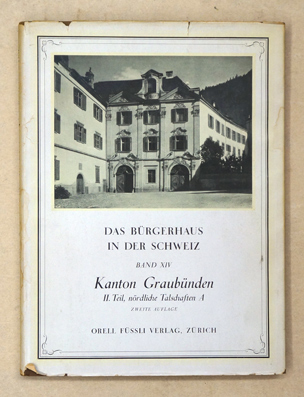 DAS BÜRGERHAUS
IN DER SCHWEIZ
BAND XIV
Kanton Graubünden
II. Teil, nördliche Talschaften A
ZWEITE AUFLAGE
ORELL FÜSSLI VERLAG, ZÜRICH